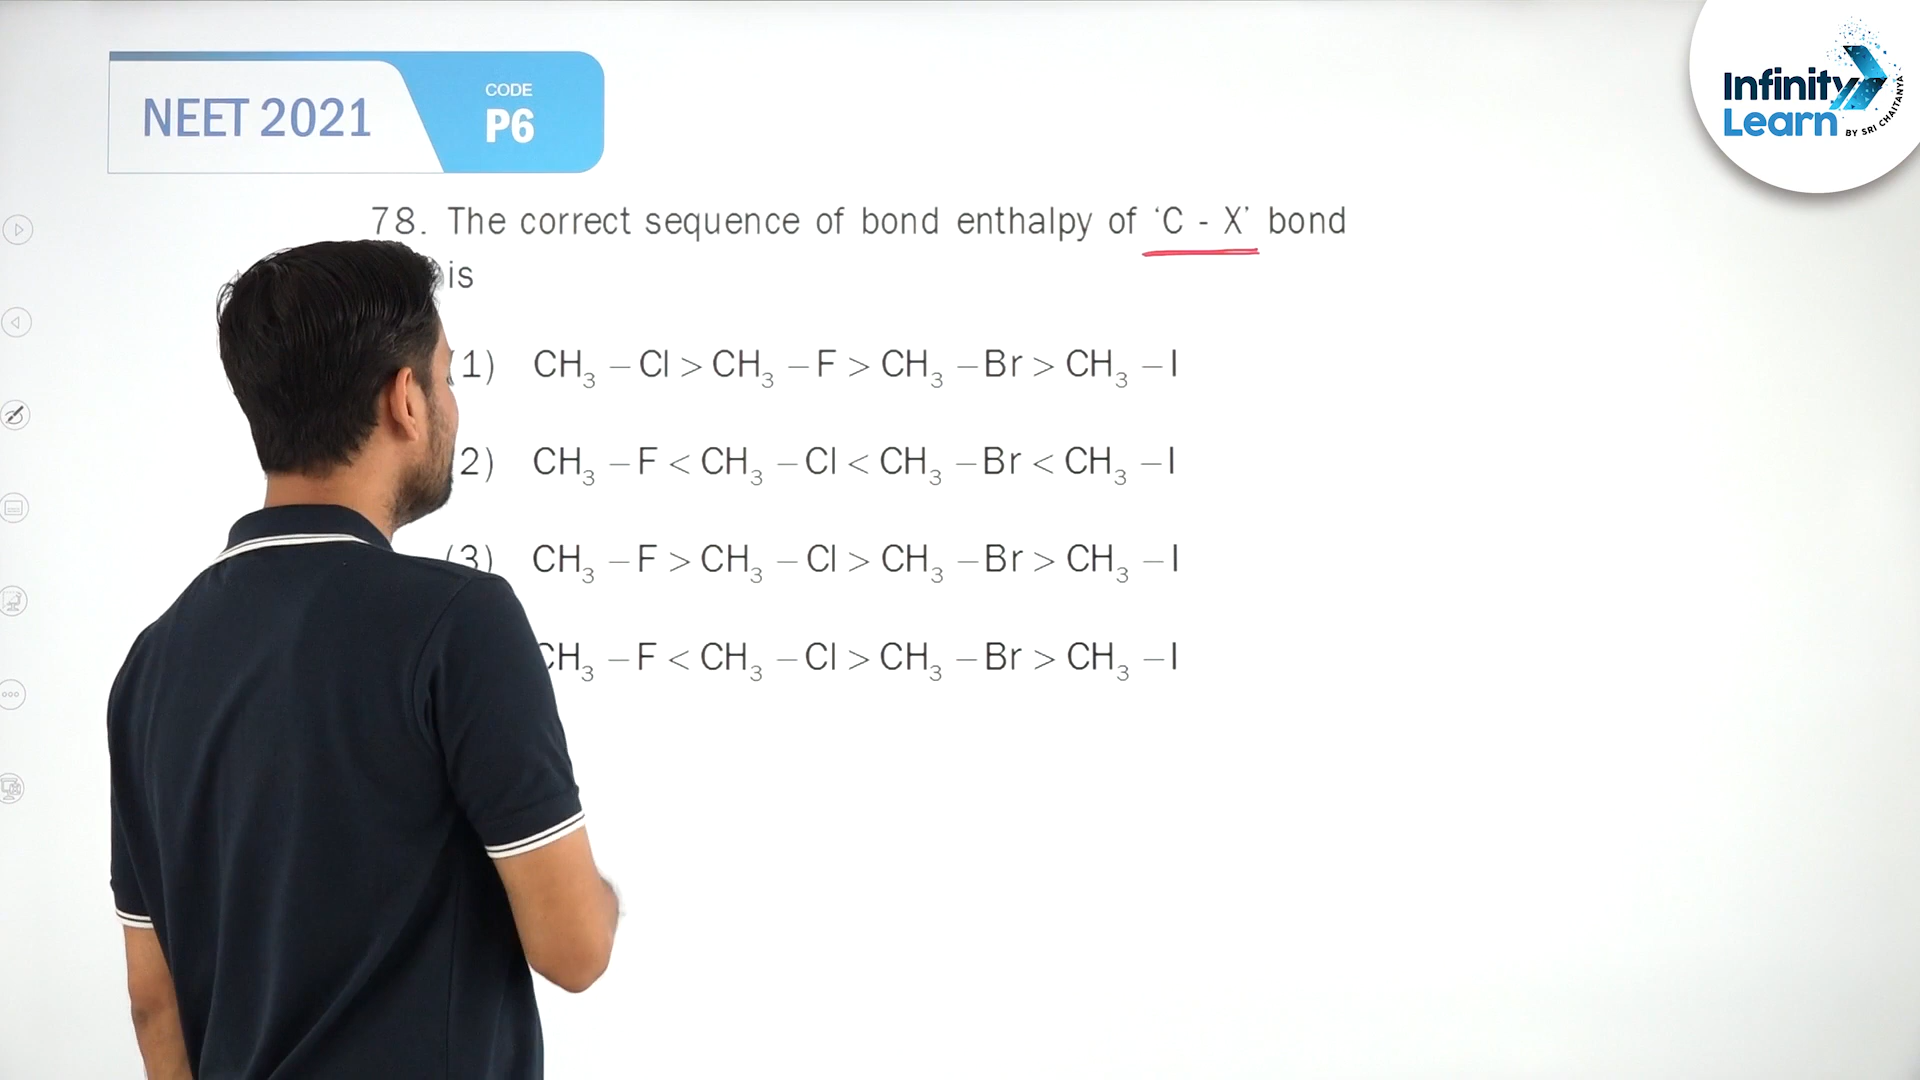 NEET 2021
CODE
P6
Infinity
Learn
BY SRI CHAITANYA
78. The correct sequence of bond enthalpy of ‘C - X’ bond
is
(1) CH₃ – Cl > CH₃ – F > CH₃ – Br > CH₃ – I
2) CH₃ – F < CH₃ – Cl < CH₃ – Br < CH₃ – I
(3) CH₃ – F > CH₃ – Cl > CH₃ – Br > CH₃ – I
CH₃ – F < CH₃ – Cl > CH₃ – Br > CH₃ – I